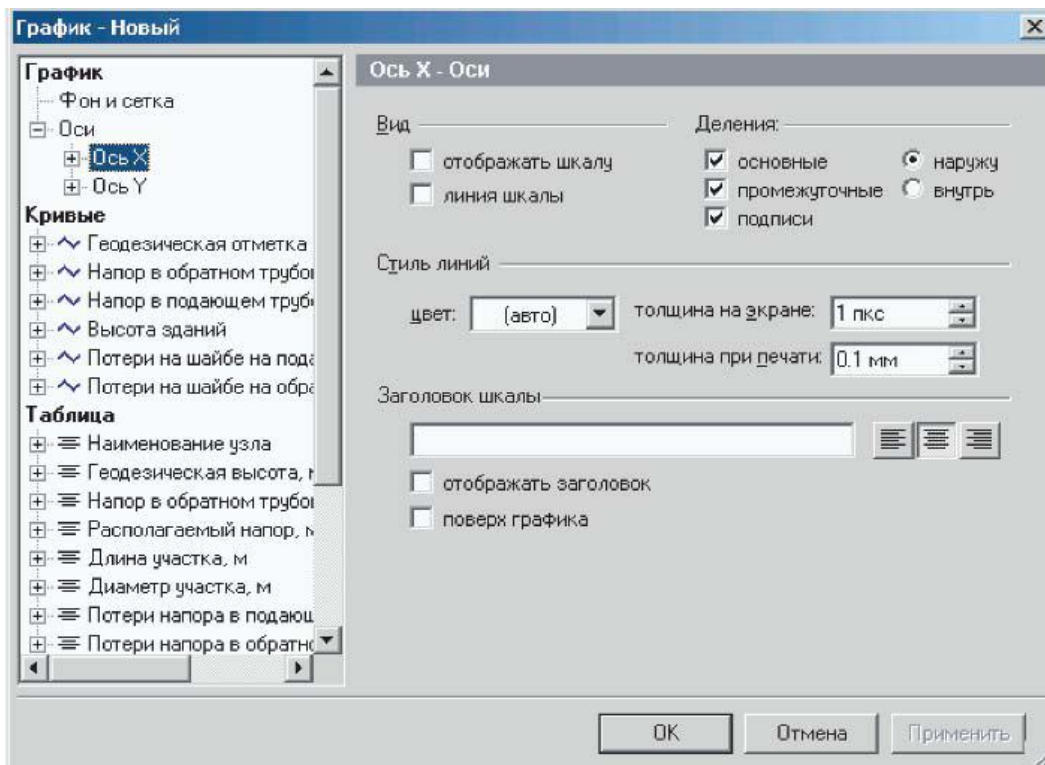 График - Новый
График
Фон и сетка
Оси
Ось X
Ось Y
Кривые
Геодезическая отметка
Напор в обратном трубо
Напор в подающем труб
Высота зданий
Потери на шайбе на пода
Потери на шайбе на обра
Таблица
Наименование узла
Геодезическая высота,
Напор в обратном трубо
Располагаемый напор,
Длина участка, м
Диаметр участка, м
Потери напора в подающ
Потери напора в обратно
Ось X - Оси
Вид
отображать шкалу
линия шкалы
Деления:
основные
промежуточные
подписи
наружу
внутрь
Стиль линий
цвет: (авто)
толщина на экране: 1 пкс
толщина при печати: 0.1 мм
Заголовок шкалы
отображать заголовок
поверх графика
OK Отмена Применить